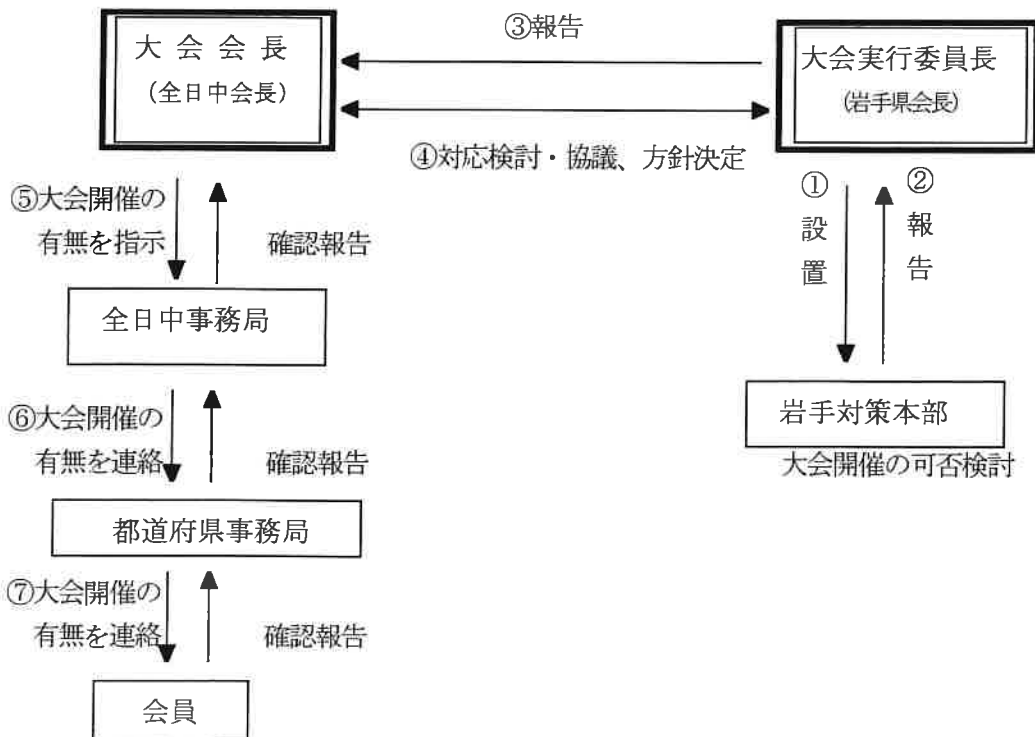 ③報告
大会会長
(全日中会長)
大会実行委員長
(岩手県会長)
④対応検討・協議、方針決定
⑤大会開催の
有無を指示
確認報告
①設置
②報告
全日中事務局
岩手対策本部
大会開催の可否検討
⑥大会開催の
有無を連絡
確認報告
都道府県事務局
⑦大会開催の
有無を連絡
確認報告
会員